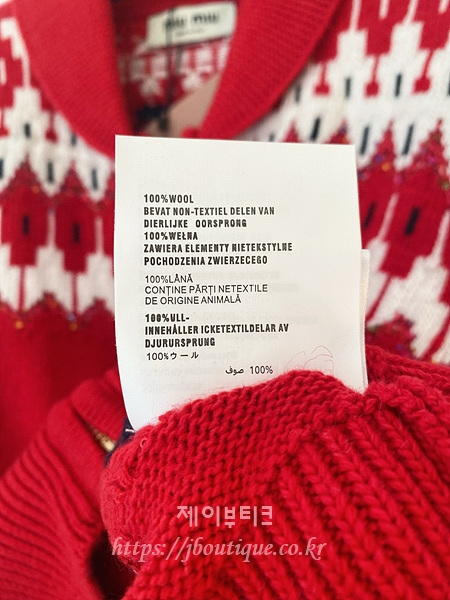 miu miu
100%WOOL
BEVAT NON-TEXTIEL DELEN VAN
DIERLIJKE OORSPRONG
100%WEŁNA
ZAWIERA ELEMENTY NIETEKSTYLNE
POCHODZENIA ZWIERZECEGO
100%LÂNĂ
CONȚINE PĂRȚI NETEXTILE
DE ORIGINE ANIMALĂ
100%ULL-
INNEHÅLLER ICKETEXTILDELAR AV
DJURURSPRUNG
100%ウール
100% صوف
제이부티크
https://jboutique.co.kr